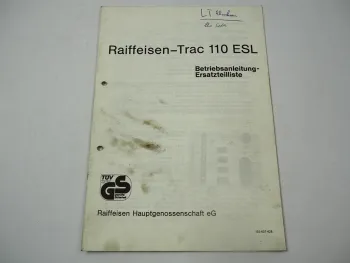 Raiffeisen-Trac 110 ESL
Betriebsanleitung-
Ersatzteilliste
TÜV
GS
Raiffeisen Hauptgenossenschaft eG